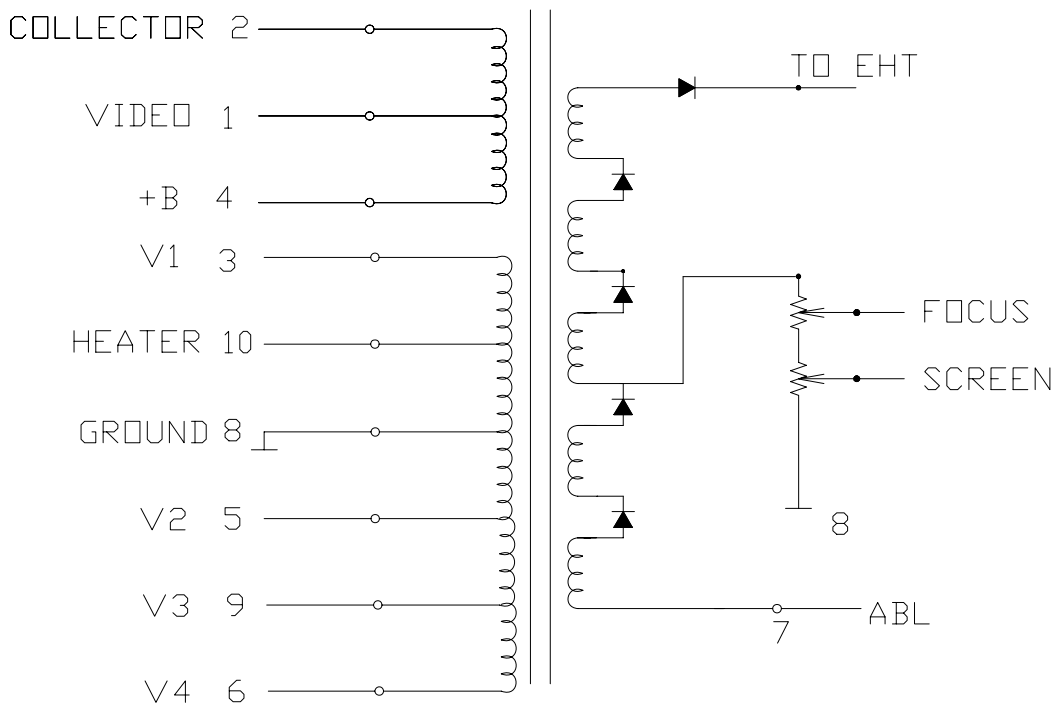 COLLECTOR 2
TO EHT
VIDEO 1
+B 4
V1 3
FOCUS
HEATER 10
SCREEN
GROUND 8
V2 5
8
V3 9
ABL
7
V4 6